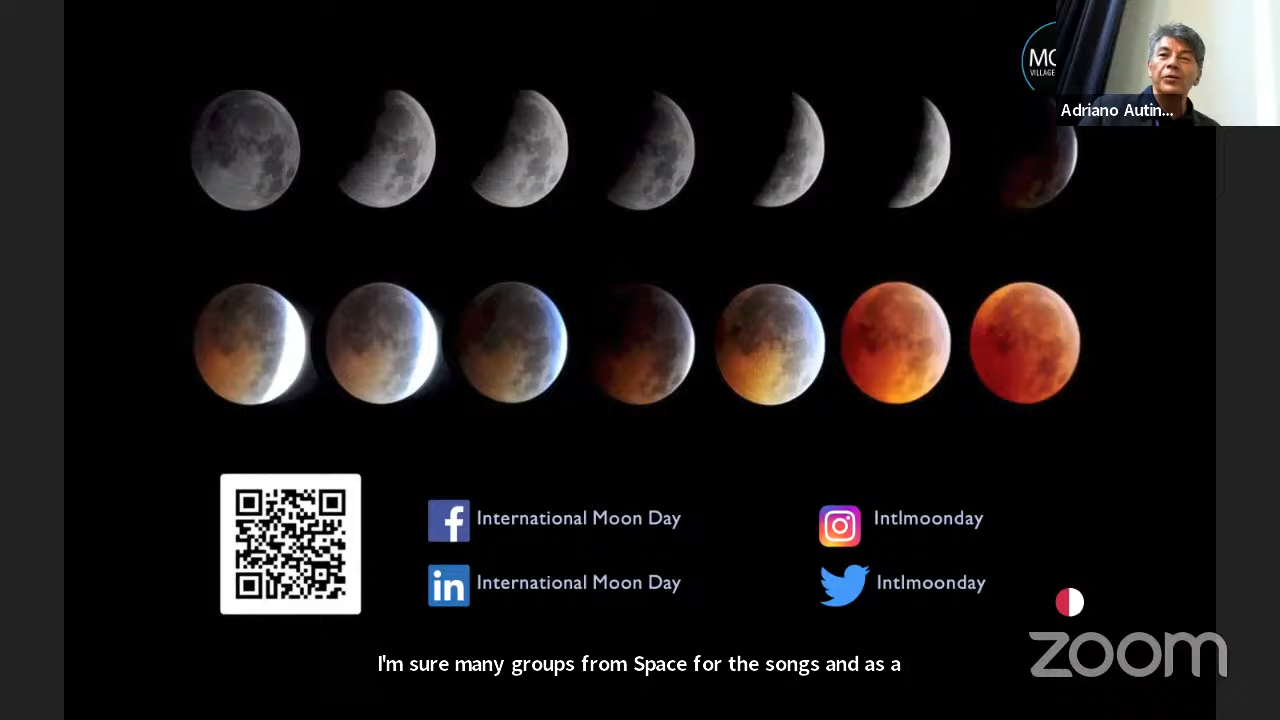 MO
VILLAGE
Adriano Autin...
International Moon Day
Intlmoonday
International Moon Day
Intlmoonday
I'm sure many groups from Space for the songs and as a
zoom